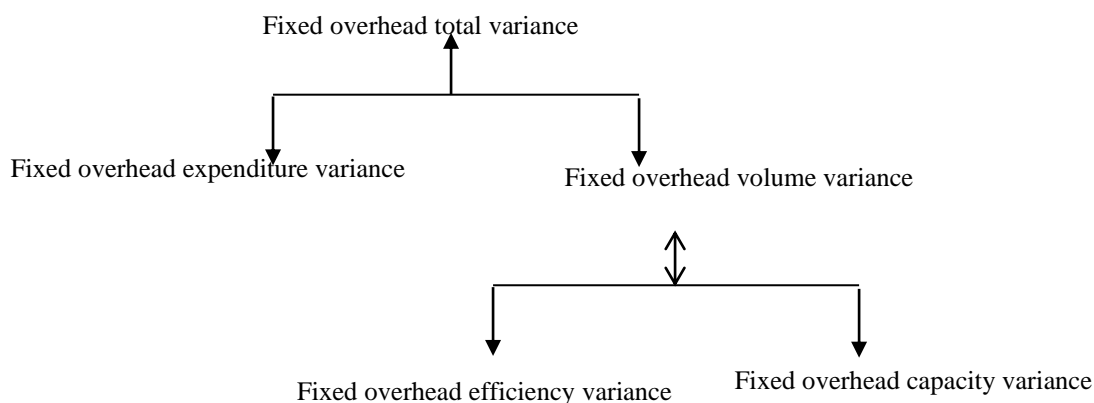 Fixed overhead total variance
Fixed overhead expenditure variance
Fixed overhead volume variance
Fixed overhead efficiency variance
Fixed overhead capacity variance